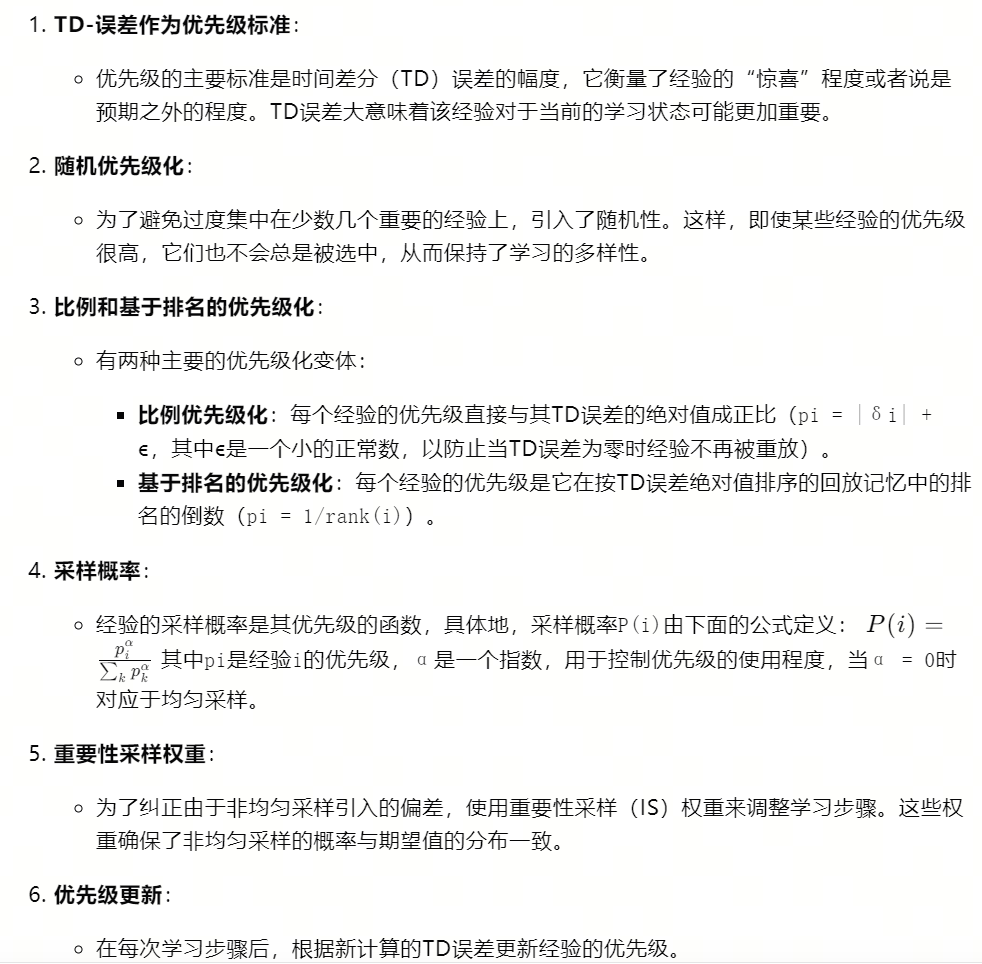 1. TD-误差作为优先级标准：
优先级的主要标准是时间差分（TD）误差的幅度，它衡量了经验的“惊喜”程度或者说是
预期之外的程度。TD误差大意味着该经验对于当前的学习状态可能更加重要。
2. 随机优先级化：
为了避免过度集中在少数几个重要的经验上，引入了随机性。这样，即使某些经验的优先级
很高，它们也不会总是被选中，从而保持了学习的多样性。
3. 比例和基于排名的优先级化：
有两种主要的优先级化变体：
比例优先级化：每个经验的优先级直接与其TD误差的绝对值成正比（pi = |δi| +
ϵ，其中ϵ是一个小的正常数，以防止当TD误差为零时经验不再被重放）。
基于排名的优先级化：每个经验的优先级是它在按TD误差绝对值排序的回放记忆中的排
名的倒数（pi = 1/rank(i)）。
4. 采样概率：
经验的采样概率是其优先级的函数，具体地，采样概率P(i)由下面的公式定义： P(i) =
p_i^α / ∑_k p_k^α 其中pi是经验i的优先级，α是一个指数，用于控制优先级的使用程度，当α = 0时
对应于均匀采样。
5. 重要性采样权重：
为了纠正由于非均匀采样引入的偏差，使用重要性采样（IS）权重来调整学习步骤。这些权
重确保了非均匀采样的概率与期望值的分布一致。
6. 优先级更新：
在每次学习步骤后，根据新计算的TD误差更新经验的优先级。